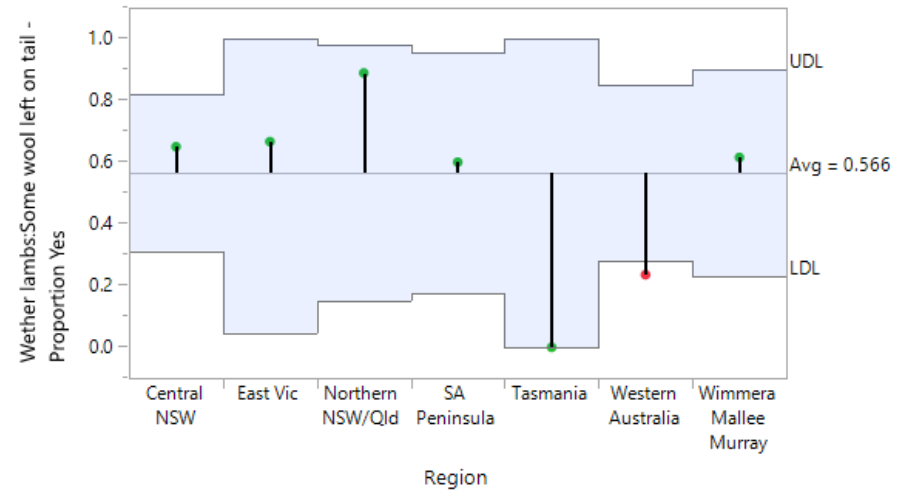 Wether lambs:Some wool left on tail -
Proportion Yes
1.0
0.8
0.6
0.4
0.2
0.0
UDL
Avg = 0.566
LDL
Central
NSW
East Vic
Northern
NSW/Qld
SA
Peninsula
Tasmania
Western
Australia
Wimmera
Mallee
Murray
Region